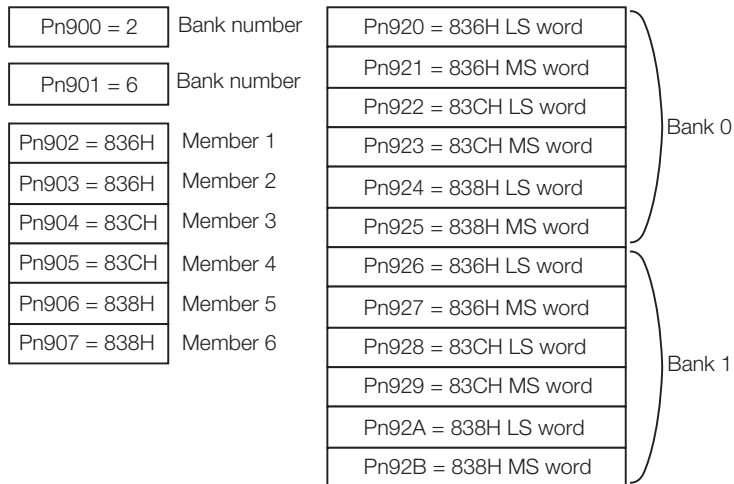 Pn900 = 2 Bank number
Pn901 = 6 Bank number
Pn902 = 836H Member 1
Pn903 = 836H Member 2
Pn904 = 83CH Member 3
Pn905 = 83CH Member 4
Pn906 = 838H Member 5
Pn907 = 838H Member 6
Pn920 = 836H LS word
Pn921 = 836H MS word
Pn922 = 83CH LS word
Pn923 = 83CH MS word
Pn924 = 838H LS word
Pn925 = 838H MS word
Bank 0
Pn926 = 836H LS word
Pn927 = 836H MS word
Pn928 = 83CH LS word
Pn929 = 83CH MS word
Pn92A = 838H LS word
Pn92B = 838H MS word
Bank 1